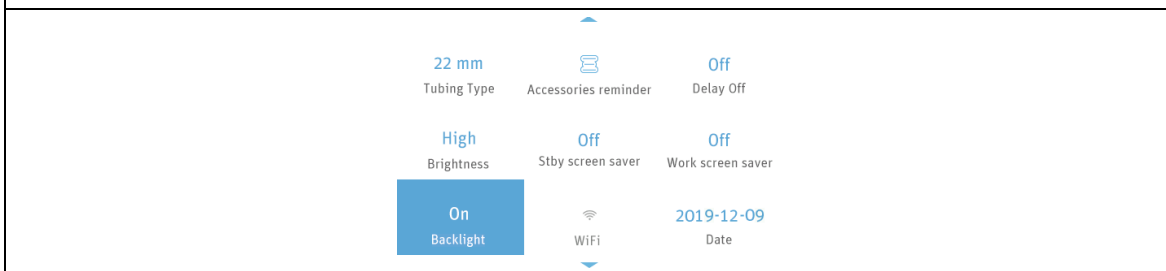 22 mm
Off
Tubing Type
Accessories reminder
Delay Off
High
Off
Off
Brightness
Stby screen saver
Work screen saver
On
2019-12-09
Backlight
WiFi
Date